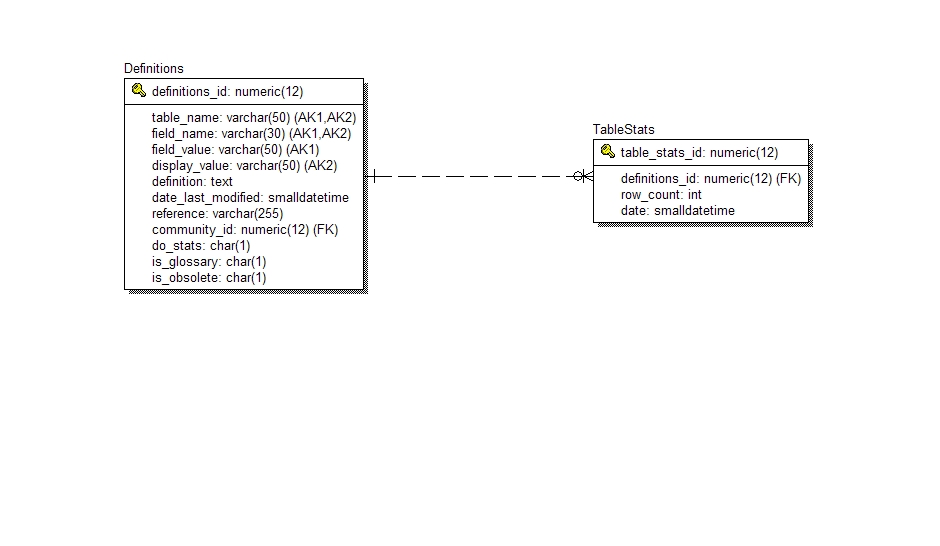 Definitions
definitions_id: numeric(12)
table_name: varchar(50) (AK1,AK2)
field_name: varchar(30) (AK1,AK2)
field_value: varchar(50) (AK1)
display_value: varchar(50) (AK2)
definition: text
date_last_modified: smalldatetime
reference: varchar(255)
community_id: numeric(12) (FK)
do_stats: char(1)
is_glossary: char(1)
is_obsolete: char(1)
TableStats
table_stats_id: numeric(12)
definitions_id: numeric(12) (FK)
row_count: int
date: smalldatetime